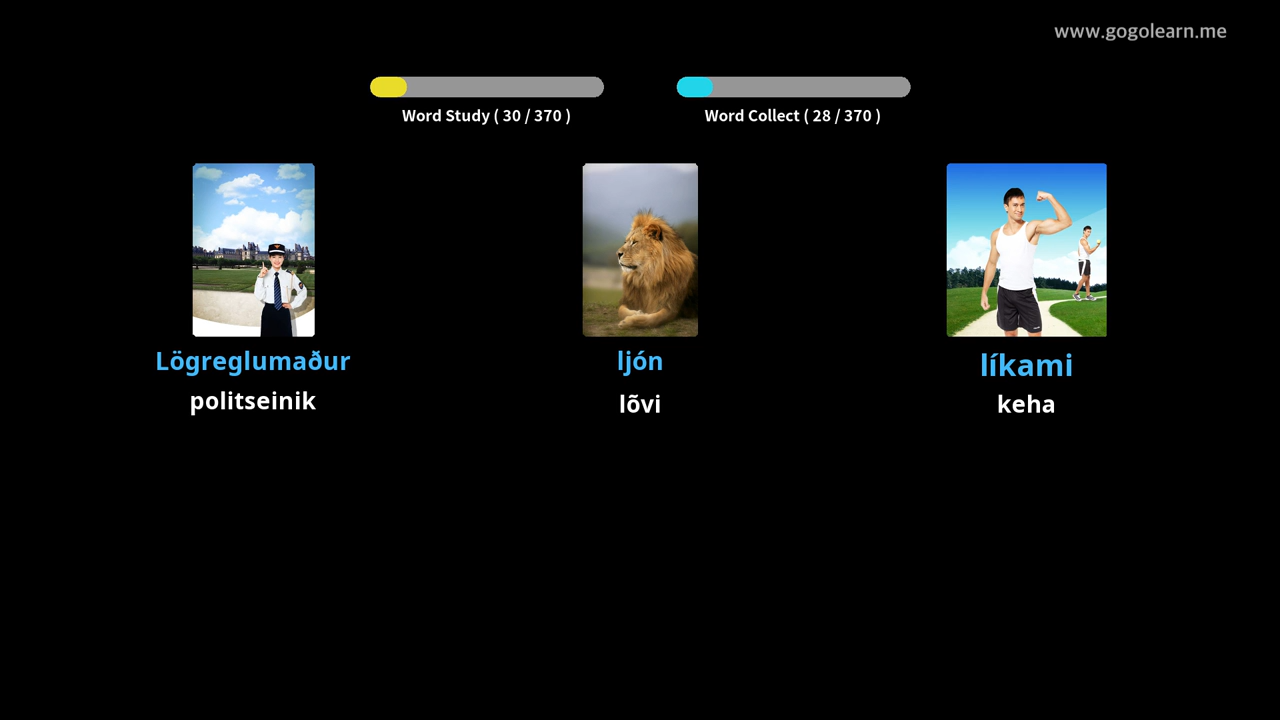 www.gogolearn.me
Word Study ( 30 / 370 )
Word Collect ( 28 / 370 )
Lögreglumaður
ljón
líkami
politseinik
lõvi
keha